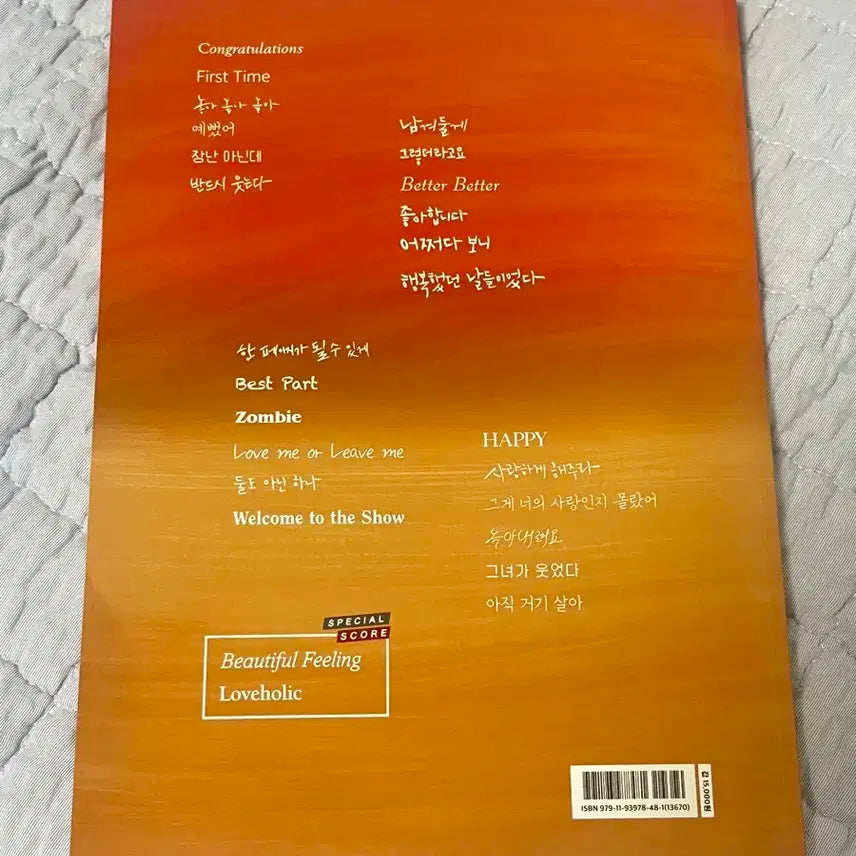 Congratulations
First Time
놓아 놓아 놓아
예뻤어
장난 아닌데
반드시 웃는다
남겨둘게
그렇더라고요
Better Better
좋아합니다
어쩌다 보니
행복했던 날들이었다
한 페이지가 될 수 있게
Best Part
Zombie
Love me or Leave me
둘도 아닌 하나
Welcome to the Show
HAPPY
사랑하게 해주라
그게 너의 사랑인지 몰랐어
녹아내려요
그녀가 웃었다
아직 거기 살아
SPECIAL
SCORE
Beautiful Feeling
Loveholic
ISBN 979-11-93978-48-1(13670)
값 15,000원